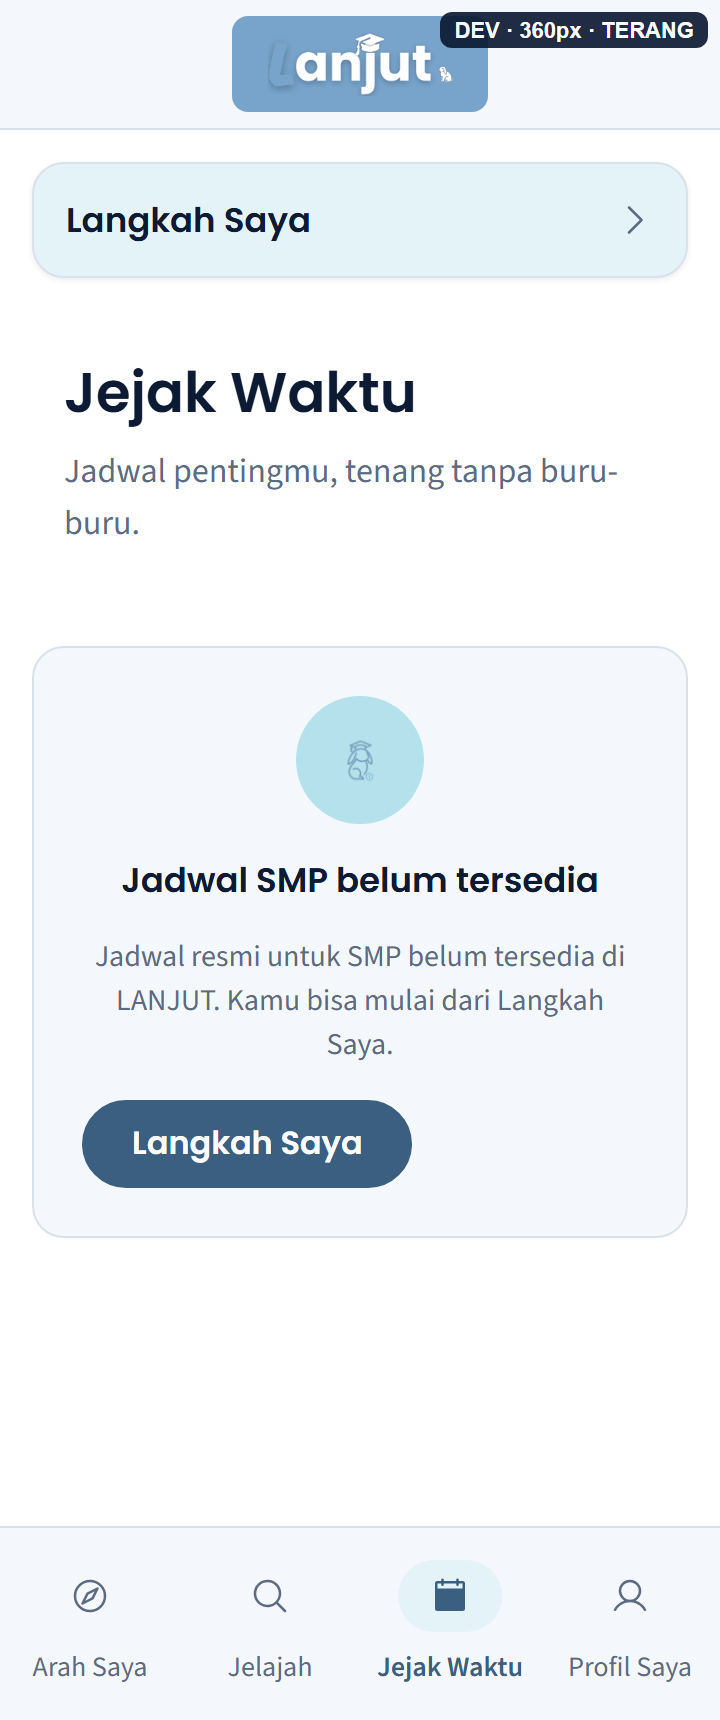 Lanjut
DEV · 360px · TERANG
Langkah Saya
Jejak Waktu
Jadwal pentingmu, tenang tanpa buru-
buru.
Jadwal SMP belum tersedia
Jadwal resmi untuk SMP belum tersedia di
LANJUT. Kamu bisa mulai dari Langkah
Saya.
Langkah Saya
Arah Saya
Jelajah
Jejak Waktu
Profil Saya